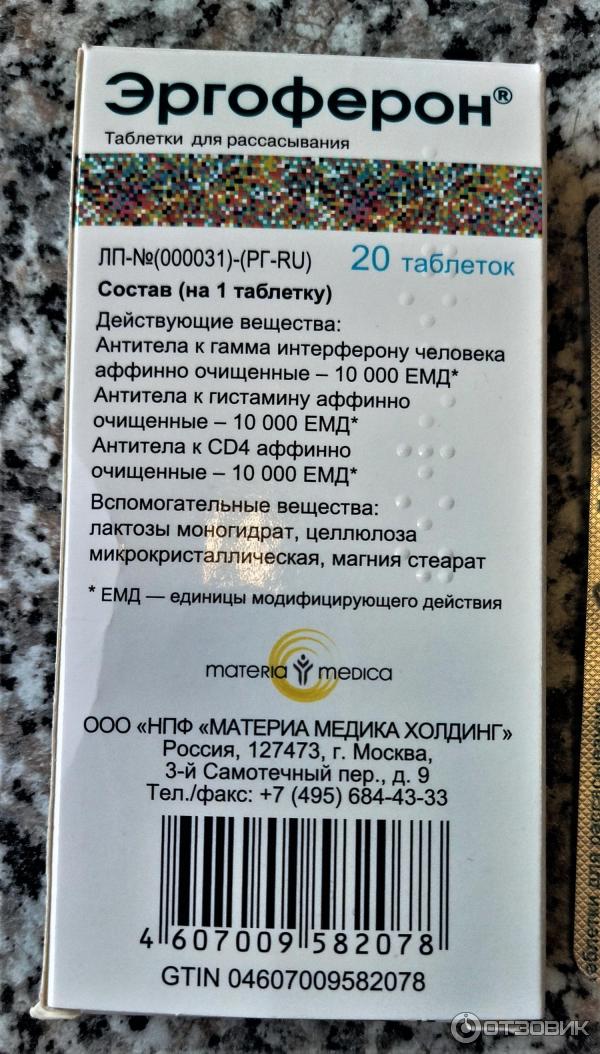 Эргоферон®
Таблетки для рассасывания
ЛП-№(000031)-(РГ-RU)
20 таблеток
Состав (на 1 таблетку)
Действующие вещества:
Антитела к гамма интерферону человека
аффинно очищенные – 10 000 ЕМД*
Антитела к гистамину аффинно
очищенные – 10 000 ЕМД*
Антитела к CD4 аффинно
очищенные – 10 000 ЕМД*
Вспомогательные вещества:
лактозы моногидрат, целлюлоза
микрокристаллическая, магния стеарат
* ЕМД — единицы модифицирующего действия
materia medica
ООО «НПФ «МАТЕРИА МЕДИКА ХОЛДИНГ»
Россия, 127473, г. Москва,
3-й Самотечный пер., д. 9
Тел./факс: +7 (495) 684-43-33
4 607009 582078
GTIN 04607009582078
таблетки для рассасывания
ОТЗОВИК